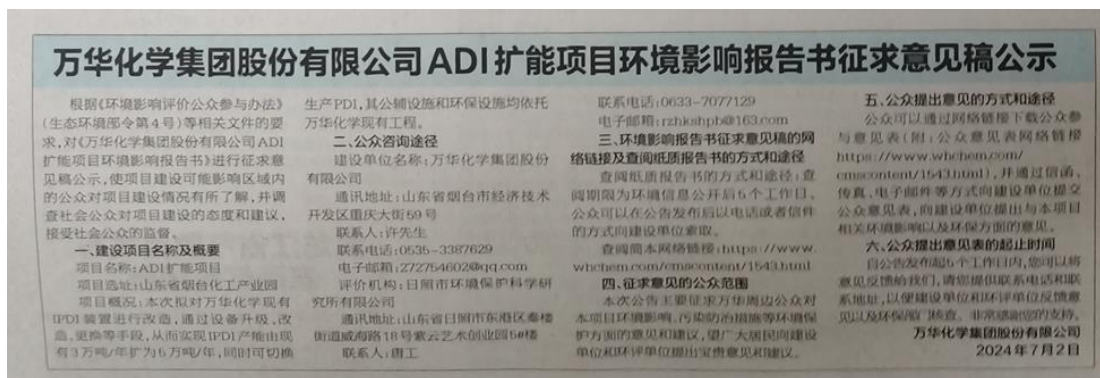 万华化学集团股份有限公司ADI扩能项目环境影响报告书征求意见稿公示
根据《环境影响评价公众参与办法》
(生态环境部令第4号)等相关文件的要
求,对《万华化学集团股份有限公司ADI
扩能项目环境影响报告书》进行征求意
见稿公示,使项目建设可能影响区域内
的公众对项目建设情况有所了解,并调
查社会公众对项目建设的态度和建议,
接受社会公众的监督。
一、建设项目名称及概要
项目名称:ADI扩能项目
项目选址:山东省烟台化工产业园
项目概况:本次拟对万华化学现有
IPDI装置进行改造,通过设备升级,改
造,更换等手段,从而实现IPDI产能由现
有3万吨/年扩为5万吨/年,同时可切换
生产PDI,其公辅设施和环保设施均依托
万华化学现有工程。
二、公众咨询途径
建设单位名称:万华化学集团股份
有限公司
通讯地址:山东省烟台市经济技术
开发区重庆大街59号
联系人:许先生
联系电话:0535-3387629
电子邮箱:272754602@qq.com
评价机构:日照市环境保护科学研
究所有限公司
通讯地址:山东省日照市东港区秦楼
街道威海路18号紫云艺术创业园5#楼
联系人:唐工
联系电话:0633-7077129
电子邮箱:rzhkshpb@163.com
三、环境影响报告书征求意见稿的网
络链接及查阅纸质报告书的方式和途径
查阅纸质报告书的方式和途径:查
阅期限为环境信息公开后5个工作日,
公众可以在公告发布后以电话或者信件
的方式向建设单位索取。
查阅简本网络链接:https://www.
whchem.com/cmscontent/1543.html
四、征求意见的公众范围
本次公告主要征求万华周边公众对
本项目环境影响、污染防治措施等环境保
护方面的意见和建议,望广大居民向建设
单位和环评单位提出宝贵意见和建议。
五、公众提出意见的方式和途径
公众可以通过网络链接下载公众参
与意见表(附:公众意见表网络链接
https://www.whchem.com/
cmscontent/1543.html),并通过信函、
传真、电子邮件等方式向建设单位提交
公众意见表,向建设单位提出与本项目
相关环境影响以及环保方面的意见。
六、公众提出意见表的起止时间
自公告发布起5个工作日内,您可以将
意见反馈给我们,请您提供联系电话和联
系地址,以便建设单位和环评单位反馈意
见以及环保部门核查。非常感谢您的支持。
万华化学集团股份有限公司
2024年7月2日